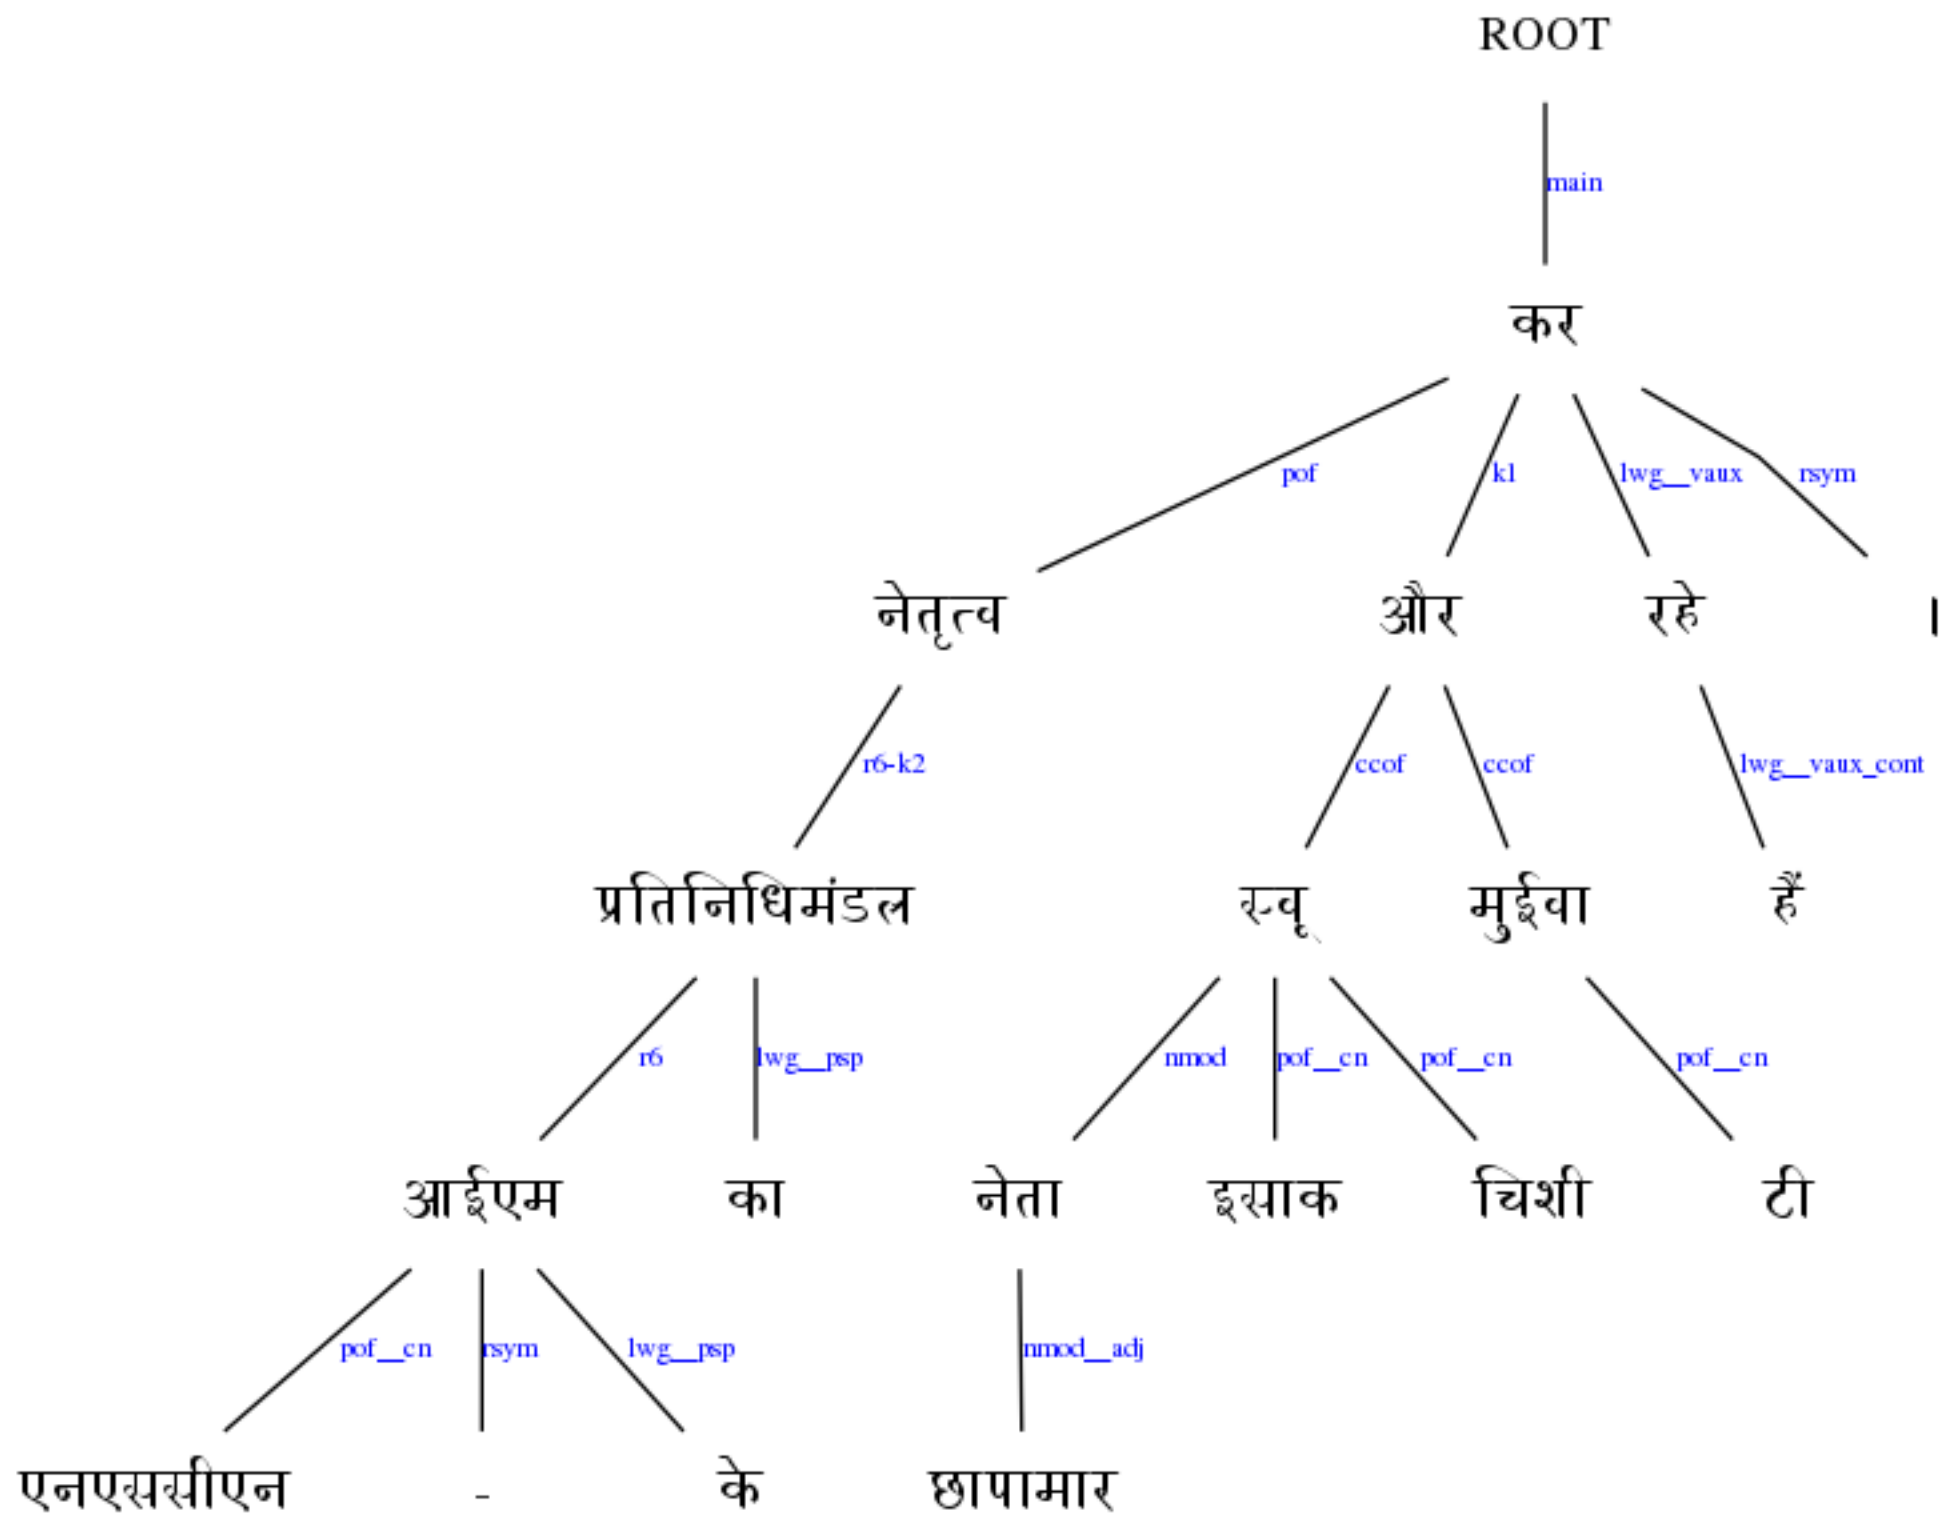 ROOT
main
कर
pof k1 lwg__vaux rsym
नेतृत्व और रहे ।
r6-k2 ccof ccof lwg__vaux_cont
प्रतिनिधिमंडल स्वू मुईवा हैं
r6 lwg__psp nmod pof__cn pof__cn pof__cn
आईएम का नेता इसाक चिशी टी
pof__cn rsym lwg__psp nmod__adj
एनएससीएन - के छापामार